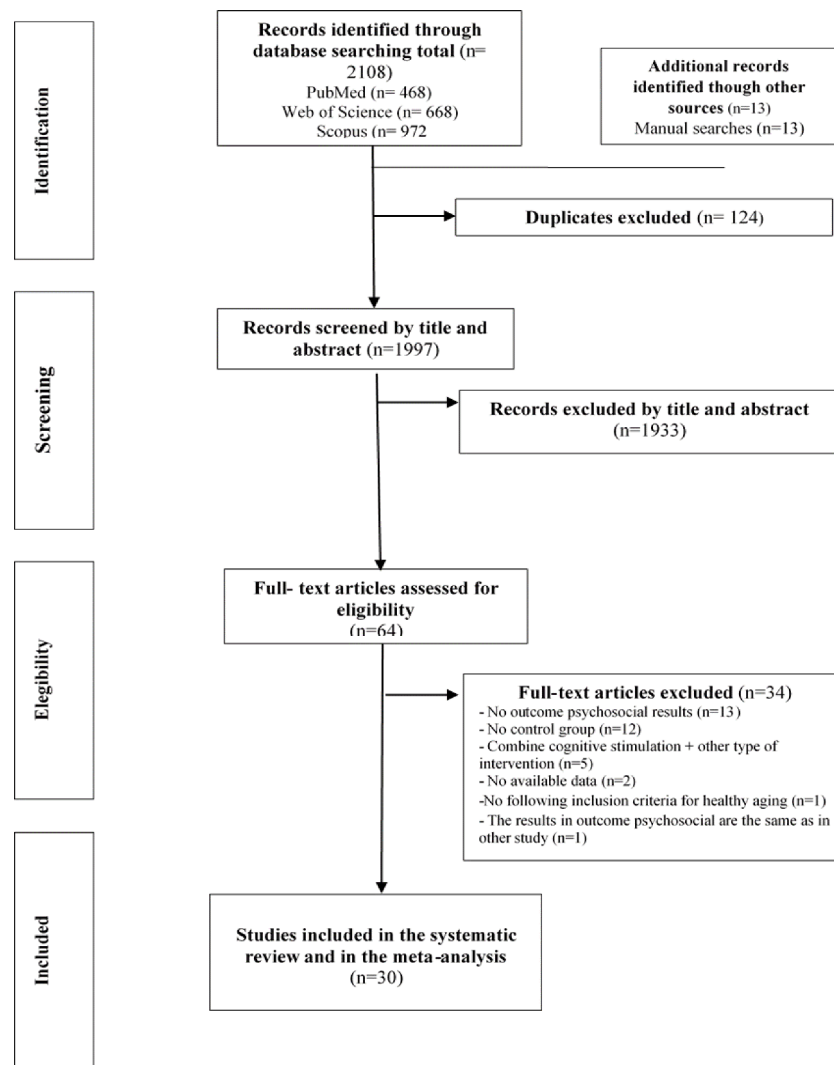 Identification
Records identified through
database searching total (n=
2108)
PubMed (n= 468)
Web of Science (n= 668)
Scopus (n= 972
Additional records
identified though other
sources (n=13)
Manual searches (n=13)
Duplicates excluded (n= 124)
Screening
Records screened by title and
abstract (n=1997)
Records excluded by title and abstract
(n=1933)
Elegibility
Full- text articles assessed for
eligibility
(n=64)
Full-text articles excluded (n=34)
- No outcome psychosocial results (n=13)
- No control group (n=12)
- Combine cognitive stimulation + other type of
intervention (n=5)
- No available data (n=2)
-No following inclusion criteria for healthy aging (n=1)
- The results in outcome psychosocial are the same as in
other study (n=1)
Included
Studies included in the systematic
review and in the meta-analysis
(n=30)